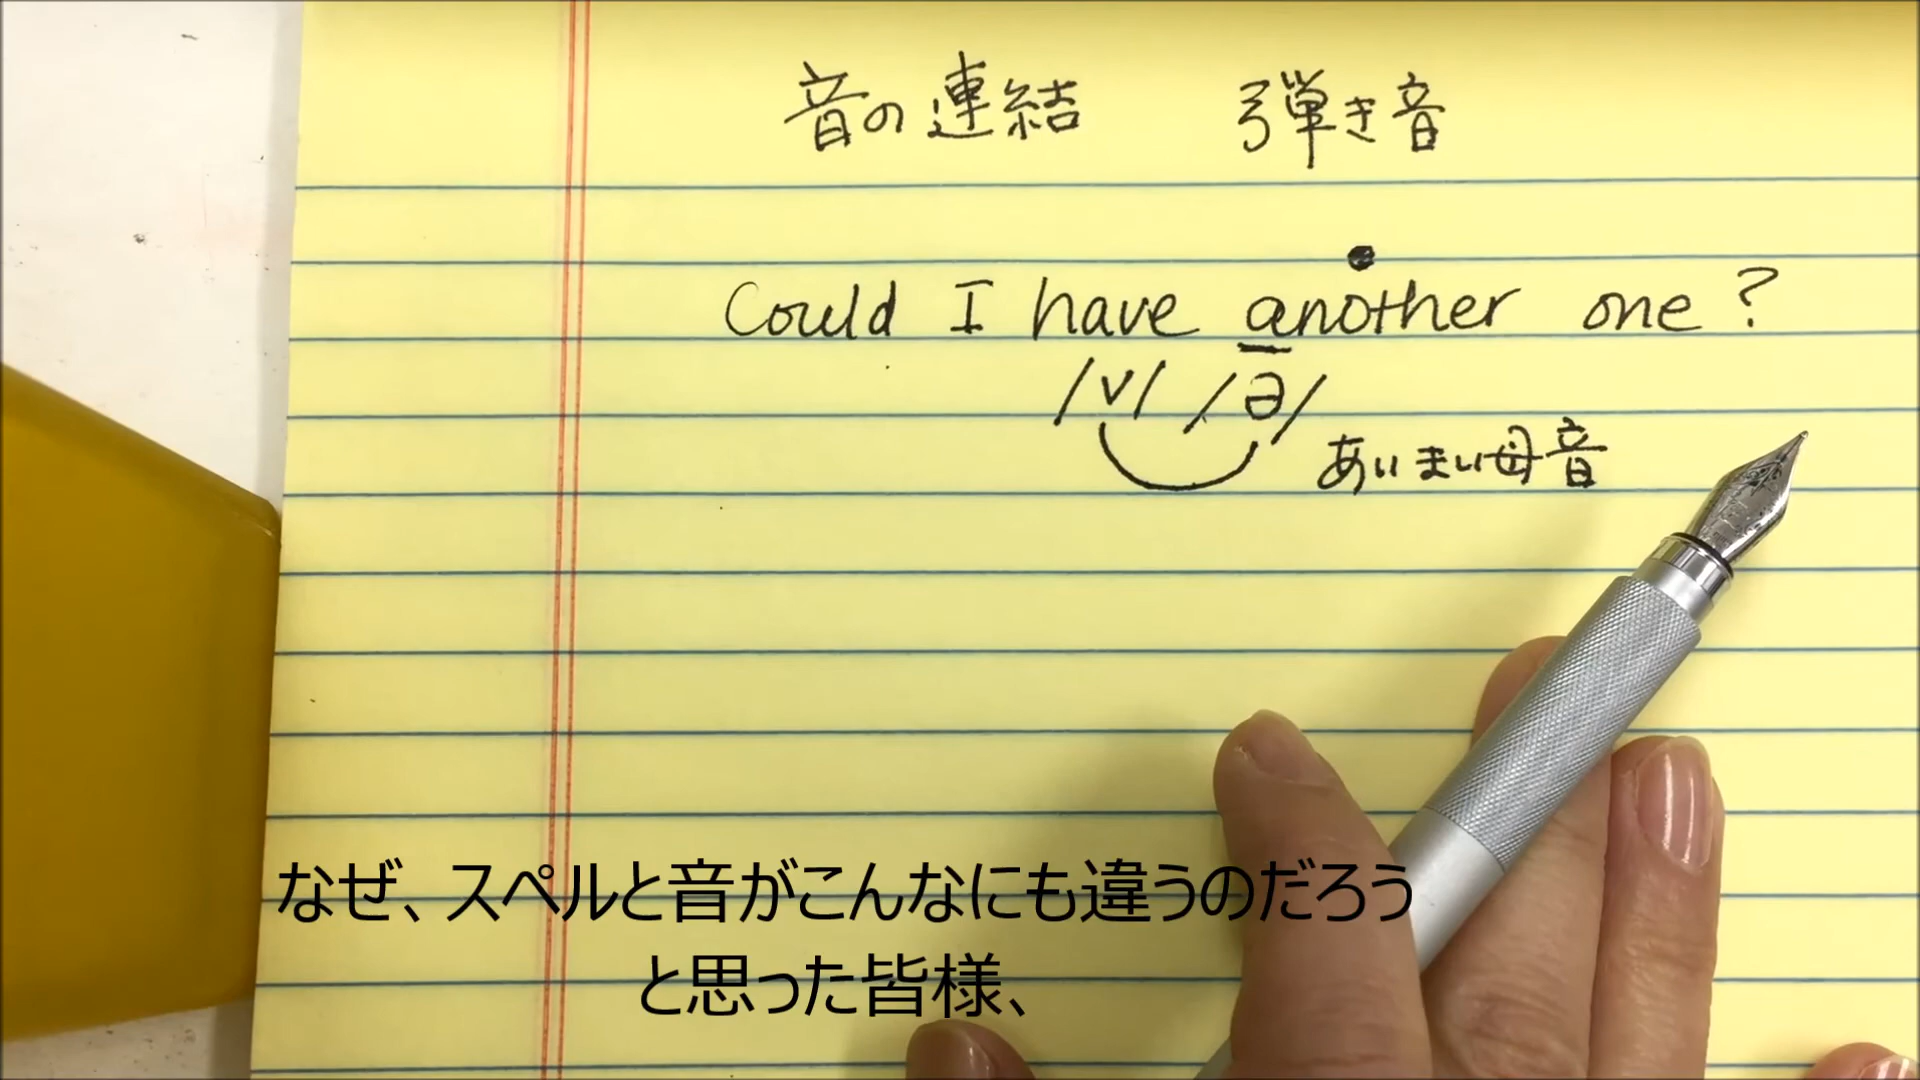 音の連結 弾き音
Could I have another one?
/v/ /ə/
あいまい母音
なぜ、スペルと音がこんなにも違うのだろう
と思った皆様、